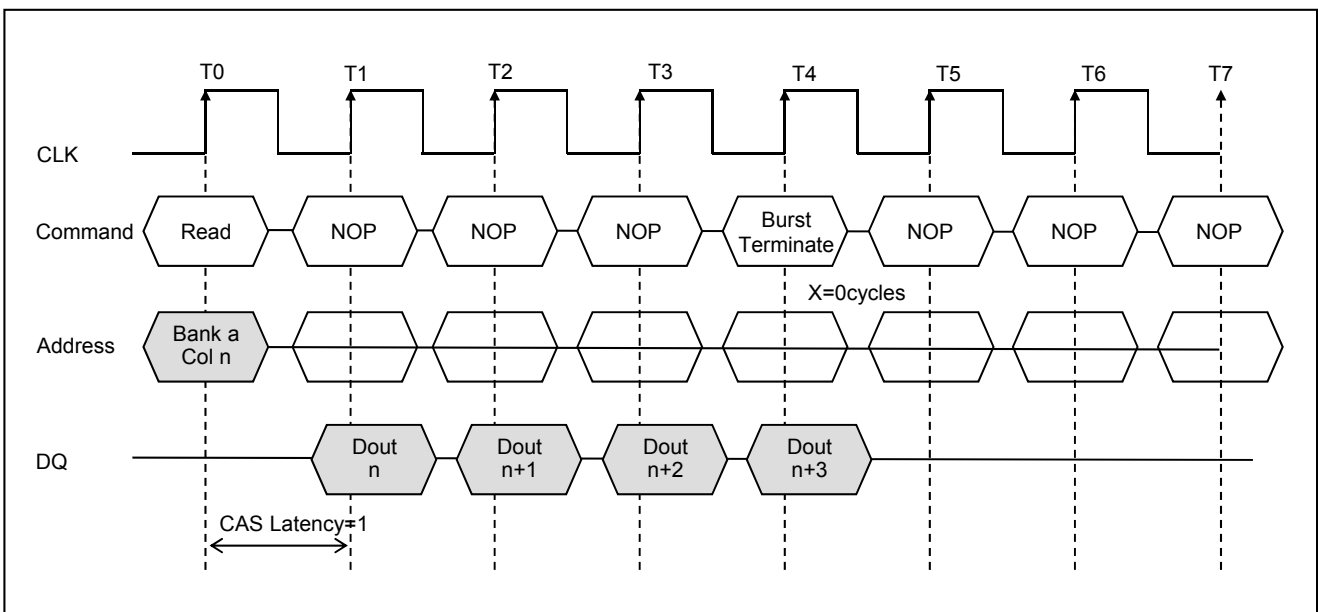 T0 T1 T2 T3 T4 T5 T6 T7
CLK
Command
Read
NOP
NOP
NOP
Burst
Terminate
NOP
NOP
NOP
X=0cycles
Address
Bank a
Col n
DQ
Dout
n
Dout
n+1
Dout
n+2
Dout
n+3
CAS Latency=1